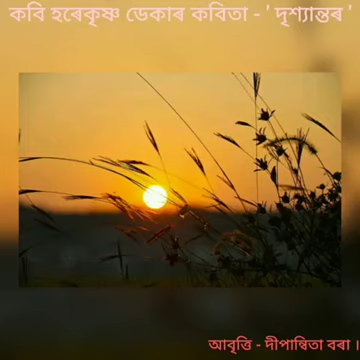 কবি হৰেকৃষ্ণ ডেকাৰ কবিতা - ' দৃশ্যান্তৰ '
আবৃত্তি - দীপান্বিতা বৰা ।